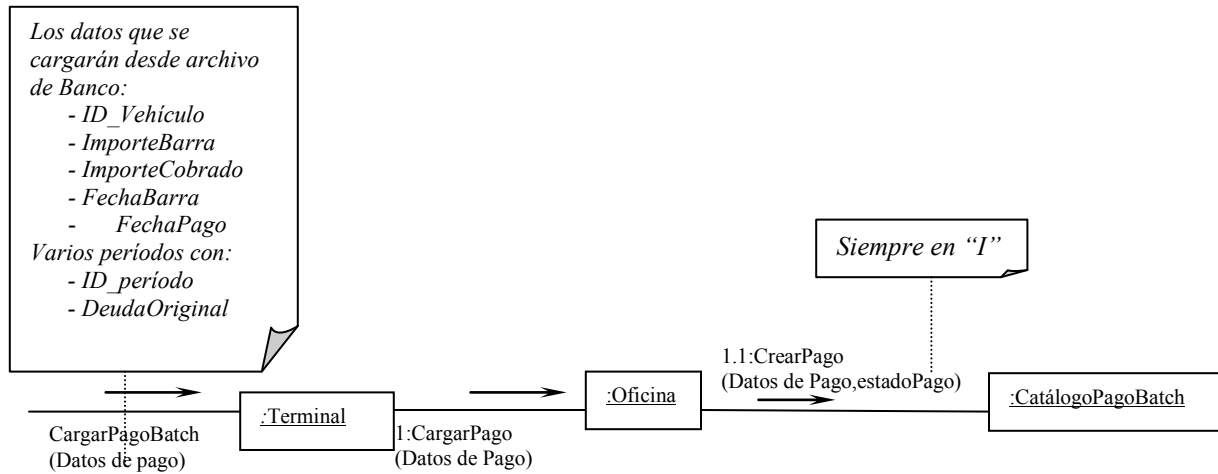 Los datos que se
cargarán desde archivo
de Banco:
- ID_Vehículo
- ImporteBarra
- ImporteCobrado
- FechaBarra
- FechaPago
Varios períodos con:
- ID_período
- DeudaOriginal
Siempre en “I”
1.1:CrearPago
(Datos de Pago,estadoPago)
:Terminal
:Oficina
:CatálogoPagoBatch
CargarPagoBatch
(Datos de pago)
1:CargarPago
(Datos de Pago)